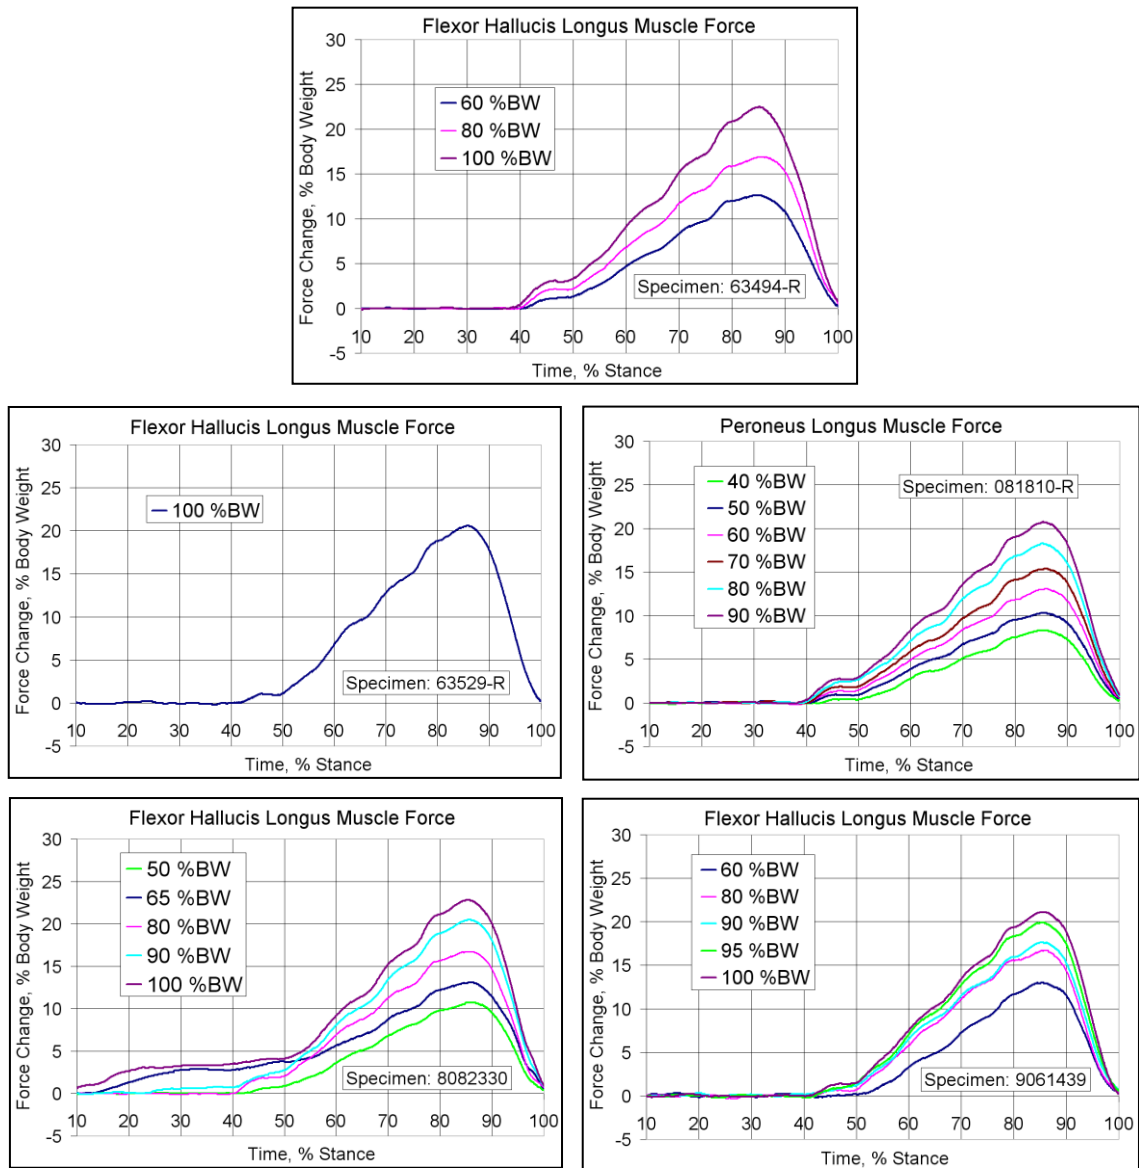 Flexor Hallucis Longus Muscle Force
Force Change, % Body Weight
30
25
20
15
10
5
0
-5
60 %BW
80 %BW
100 %BW
Specimen: 63494-R
10 20 30 40 50 60 70 80 90 100
Time, % Stance
Flexor Hallucis Longus Muscle Force
Force Change, % Body Weight
30
25
20
15
10
5
0
-5
100 %BW
Specimen: 63529-R
10 20 30 40 50 60 70 80 90 100
Time, % Stance
Peroneus Longus Muscle Force
Force Change, % Body Weight
30
25
20
15
10
5
0
-5
40 %BW
50 %BW
60 %BW
70 %BW
80 %BW
90 %BW
Specimen: 081810-R
10 20 30 40 50 60 70 80 90 100
Time, % Stance
Flexor Hallucis Longus Muscle Force
Force Change, % Body Weight
30
25
20
15
10
5
0
-5
50 %BW
65 %BW
80 %BW
90 %BW
100 %BW
Specimen: 8082330
10 20 30 40 50 60 70 80 90 100
Time, % Stance
Flexor Hallucis Longus Muscle Force
Force Change, % Body Weight
30
25
20
15
10
5
0
-5
60 %BW
80 %BW
90 %BW
95 %BW
100 %BW
Specimen: 9061439
10 20 30 40 50 60 70 80 90 100
Time, % Stance